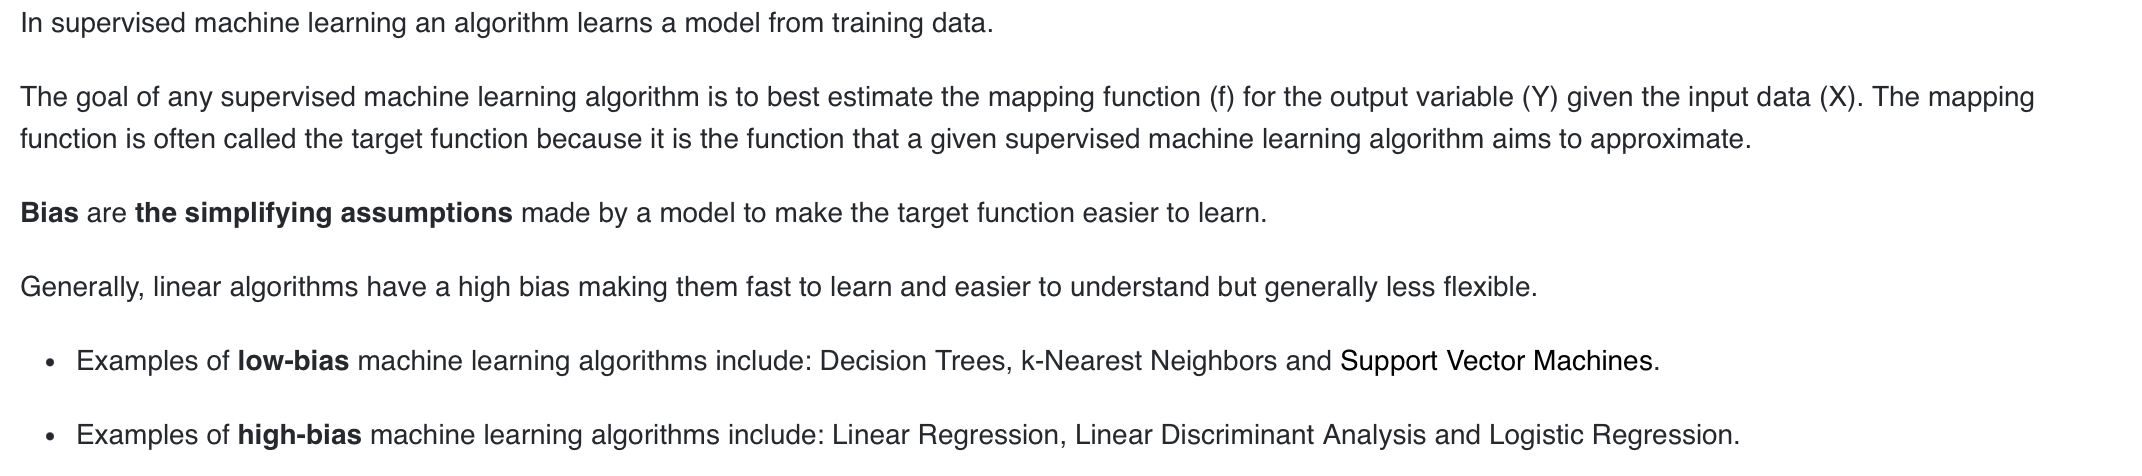 In supervised machine learning an algorithm learns a model from training data.
The goal of any supervised machine learning algorithm is to best estimate the mapping function (f) for the output variable (Y) given the input data (X). The mapping
function is often called the target function because it is the function that a given supervised machine learning algorithm aims to approximate.
Bias are the simplifying assumptions made by a model to make the target function easier to learn.
Generally, linear algorithms have a high bias making them fast to learn and easier to understand but generally less flexible.
• Examples of low-bias machine learning algorithms include: Decision Trees, k-Nearest Neighbors and Support Vector Machines.
• Examples of high-bias machine learning algorithms include: Linear Regression, Linear Discriminant Analysis and Logistic Regression.